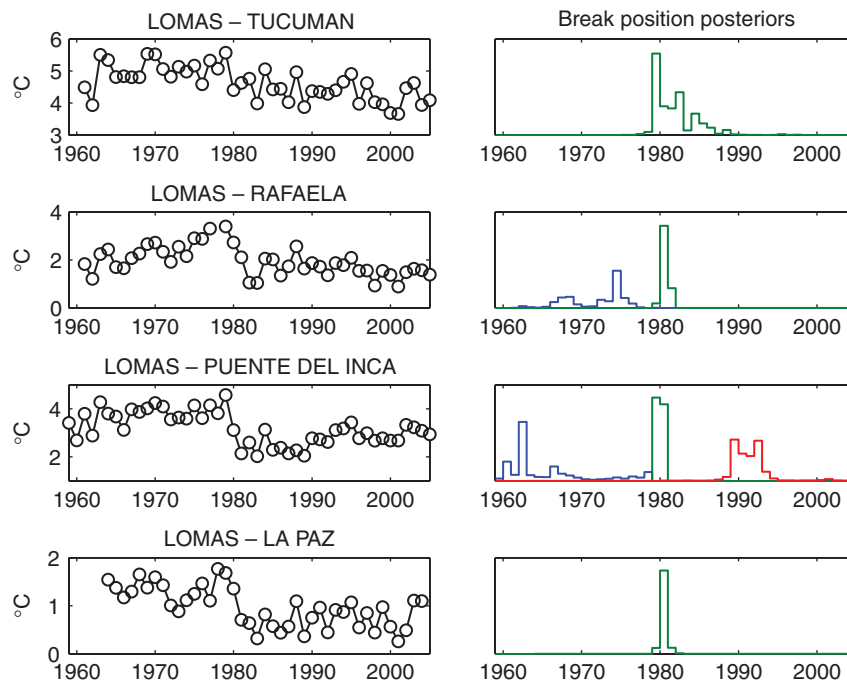 LOMAS – TUCUMAN
Break position posteriors
°C
6
5
4
3
1960 1970 1980 1990 2000
1960 1970 1980 1990 2000
LOMAS – RAFAELA
°C
4
2
0
1960 1970 1980 1990 2000
1960 1970 1980 1990 2000
LOMAS – PUENTE DEL INCA
°C
4
2
1960 1970 1980 1990 2000
1960 1970 1980 1990 2000
LOMAS – LA PAZ
°C
2
1
0
1960 1970 1980 1990 2000
1960 1970 1980 1990 2000